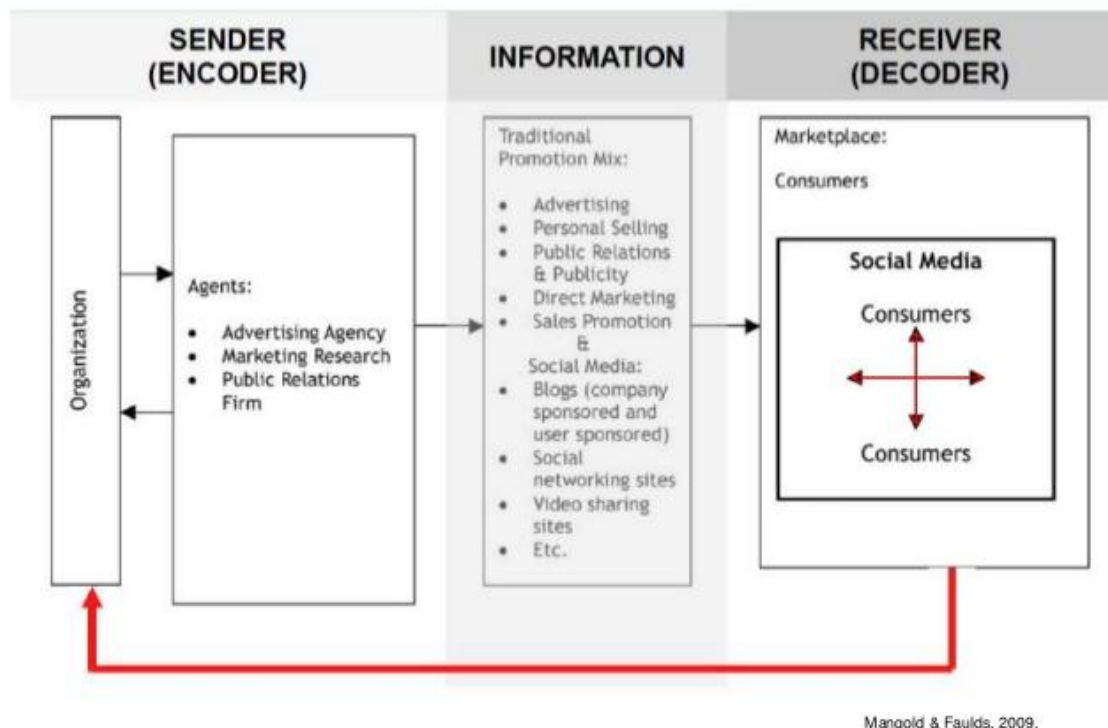 SENDER
(ENCODER)
INFORMATION
RECEIVER
(DECODER)
Organization
Agents:
• Advertising Agency
• Marketing Research
• Public Relations
Firm
Traditional
Promotion Mix:
• Advertising
• Personal Selling
• Public Relations
& Publicity
• Direct Marketing
• Sales Promotion
&
Social Media:
• Blogs (company
sponsored and
user sponsored)
• Social
networking sites
• Video sharing
sites
• Etc.
Marketplace:
Consumers
Social Media
Consumers
Consumers
Mangold & Faulds, 2009.